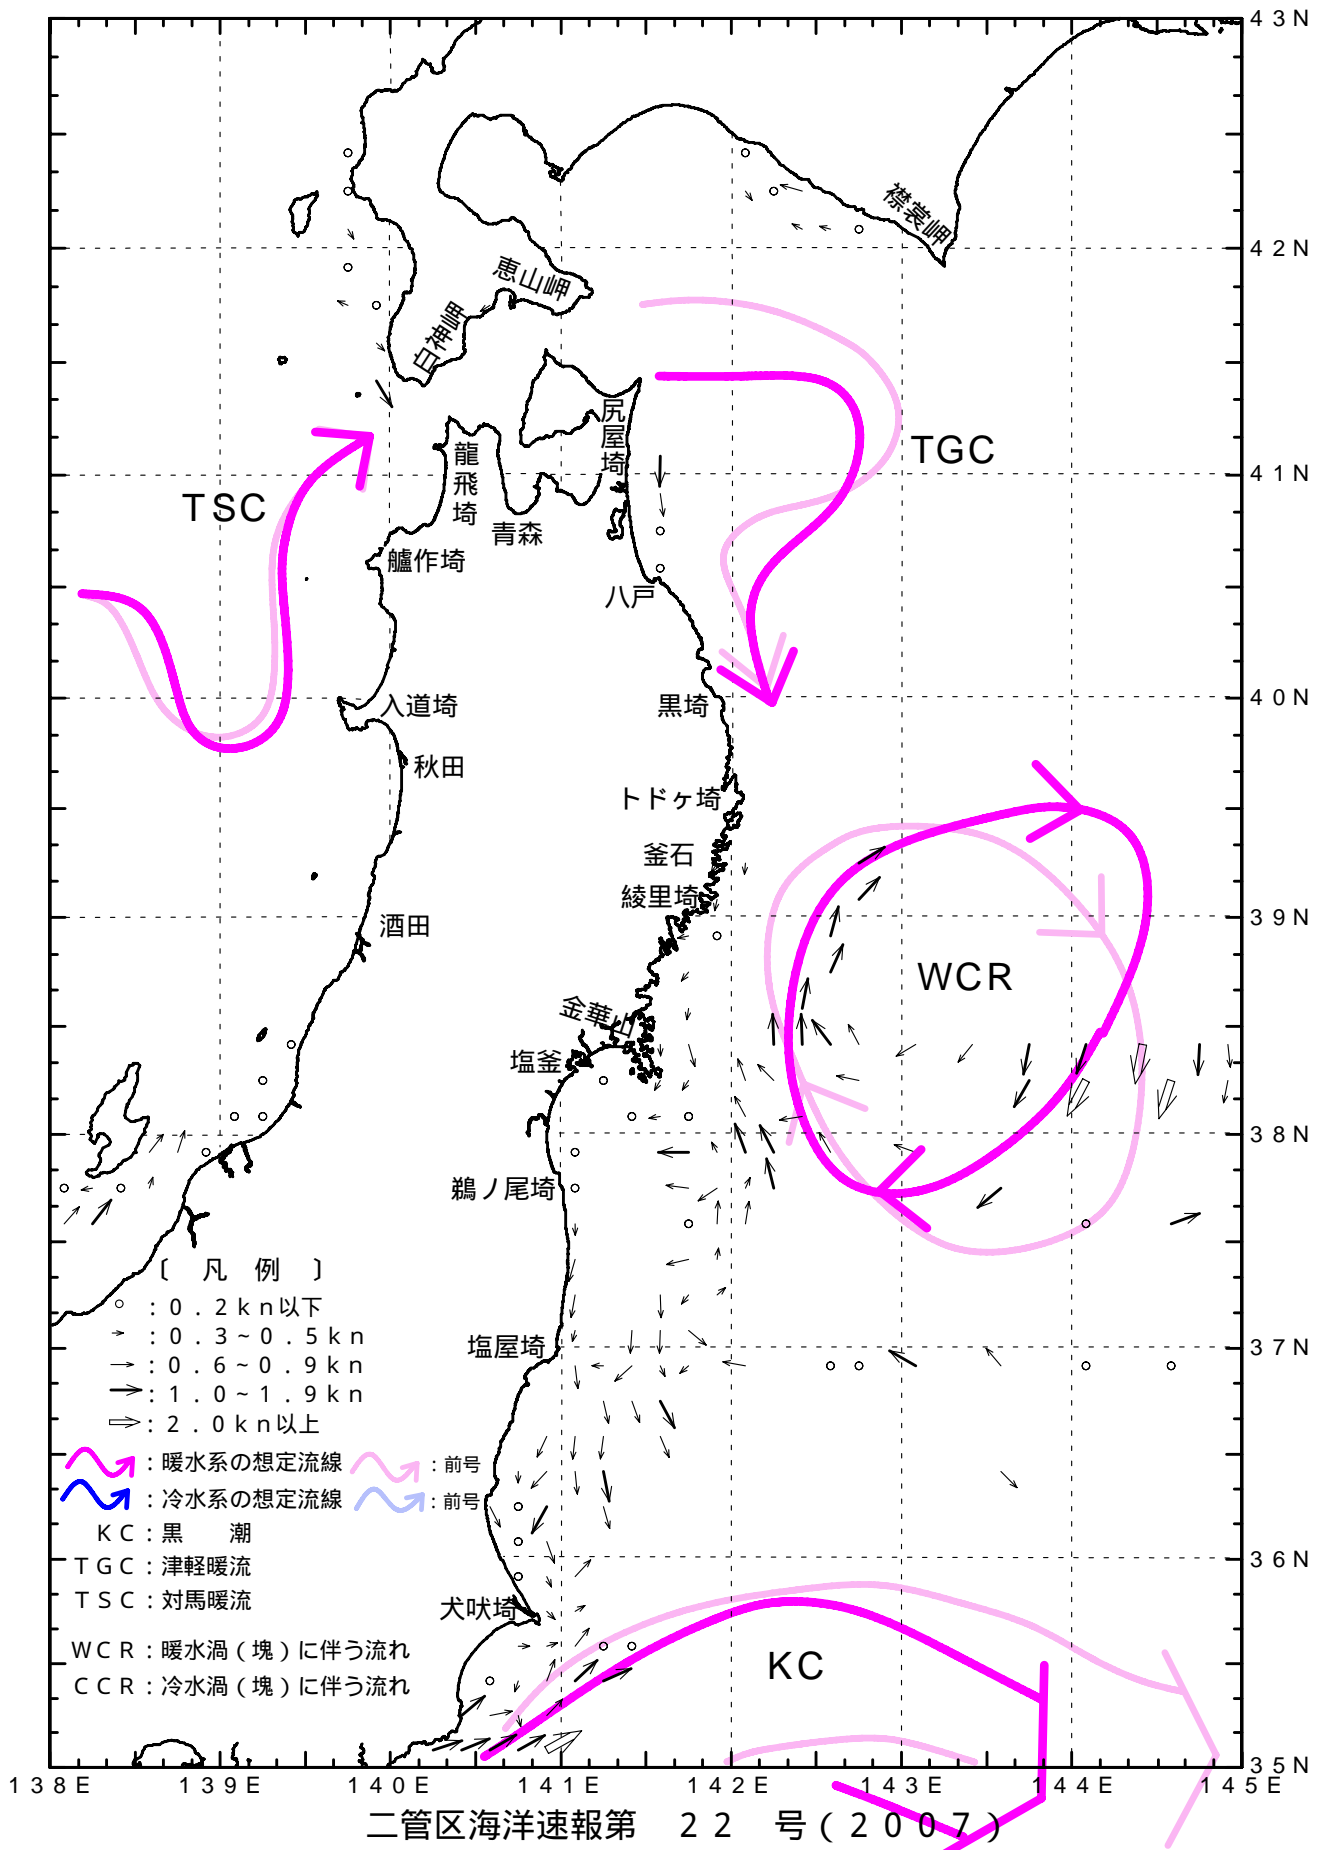 43N
襟裳岬
42N
恵山岬
白神岬
尻屋埼
TGC
龍飛埼
41N
TSC
青森
艫作埼
八戸
入道埼
黒埼
40N
秋田
トドヶ埼
釜石
綾里埼
39N
酒田
WCR
金華山
塩釜
38N
鵜ノ尾埼
〔 凡 例 〕
:0.2kn以下
:0.3~0.5kn
塩屋埼
37N
:0.6~0.9kn
:1.0~1.9kn
:2.0kn以上
:暖水系の想定流線 :前号
:冷水系の想定流線 :前号
KC:黒 潮
TGC:津軽暖流
36N
TSC:対馬暖流
犬吠埼
WCR:暖水渦(塊)に伴う流れ
KC
CCR:冷水渦(塊)に伴う流れ
35N
138E 139E 140E 141E 142E 143E 144E 145E
二管区海洋速報第 22 号(2007)